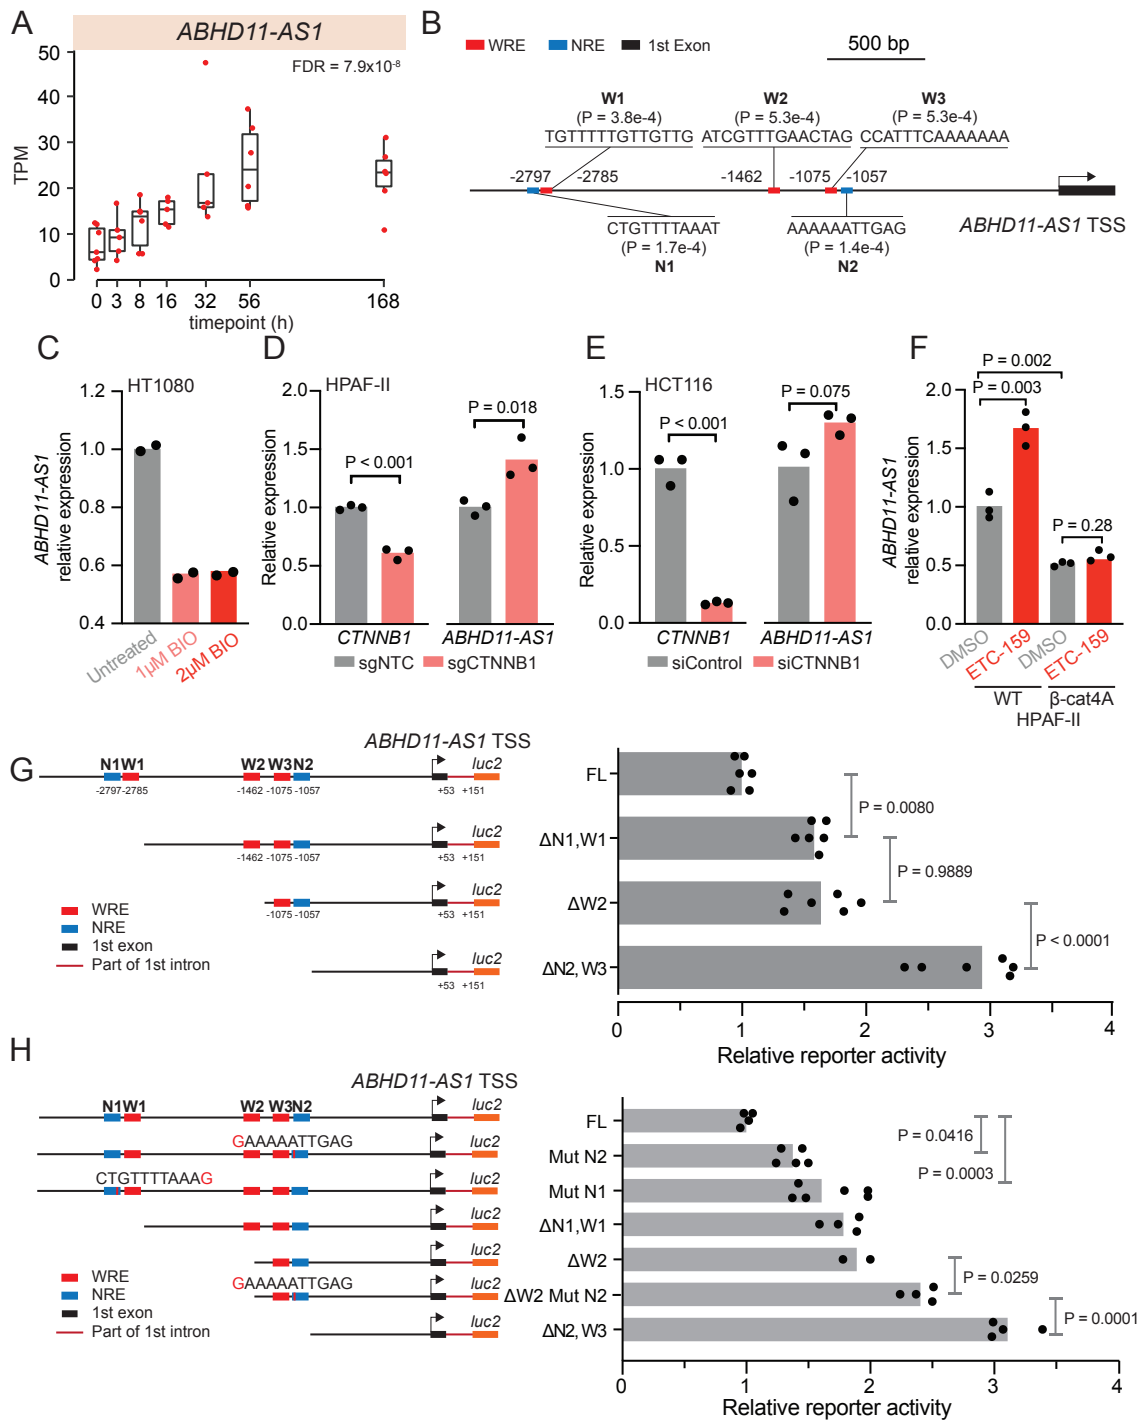 A
ABHD11-AS1
FDR = 7.9x10-8
TPM
50
40
30
20
10
0
0 3 8 16 32 56 168
timepoint (h)
B
WRE NRE 1st Exon
500 bp
W1 W2 W3
(P = 3.8e-4) (P = 5.3e-4) (P = 5.3e-4)
TGTTTTTGTTGTTG ATCGTTTGAACTAG CCATTTCAAAAAAA
-2797 -2785 -1462 -1075 -1057
CTGTTTTAAAT AAAAAATTGAG
(P = 1.7e-4) (P = 1.4e-4)
N1 N2
ABHD11-AS1 TSS
C
HT1080
ABHD11-AS1
relative expression
1.2
1.0
0.8
0.6
0.4
Untreated
1µM BIO
2µM BIO
D
HPAF-II
Relative expression
2.0
1.5
1.0
0.5
0.0
P < 0.001
P = 0.018
CTNNB1 ABHD11-AS1
sgNTC sgCTNNB1
E
HCT116
Relative expression
1.5
1.0
0.5
0.0
P < 0.001
P = 0.075
CTNNB1 ABHD11-AS1
siControl siCTNNB1
F
ABHD11-AS1
relative expression
2.0
1.5
1.0
0.5
0.0
P = 0.002
P = 0.003
P = 0.28
DMSO
ETC-159
DMSO
ETC-159
WT β-cat4A
HPAF-II
G
ABHD11-AS1 TSS
N1W1 W2 W3 N2 luc2
-2797 -2785 -1462 -1075 -1057 +53 +151
luc2
-1462 -1075 -1057 +53 +151
luc2
-1075 -1057 +53 +151
luc2
+53 +151
WRE
NRE
1st exon
Part of 1st intron
FL
ΔN1,W1
ΔW2
ΔN2,W3
P = 0.0080
P = 0.9889
P < 0.0001
0 1 2 3 4
Relative reporter activity
H
ABHD11-AS1 TSS
N1W1 W2 W3N2 luc2
GAAAAATTGAG luc2
CTGTTTTAAAG luc2
luc2
luc2
GAAAAATTGAG luc2
luc2
WRE
NRE
1st exon
Part of 1st intron
FL
Mut N2
Mut N1
ΔN1,W1
ΔW2
ΔW2 Mut N2
ΔN2, W3
P = 0.0416
P = 0.0003
P = 0.0259
P = 0.0001
0 1 2 3 4
Relative reporter activity